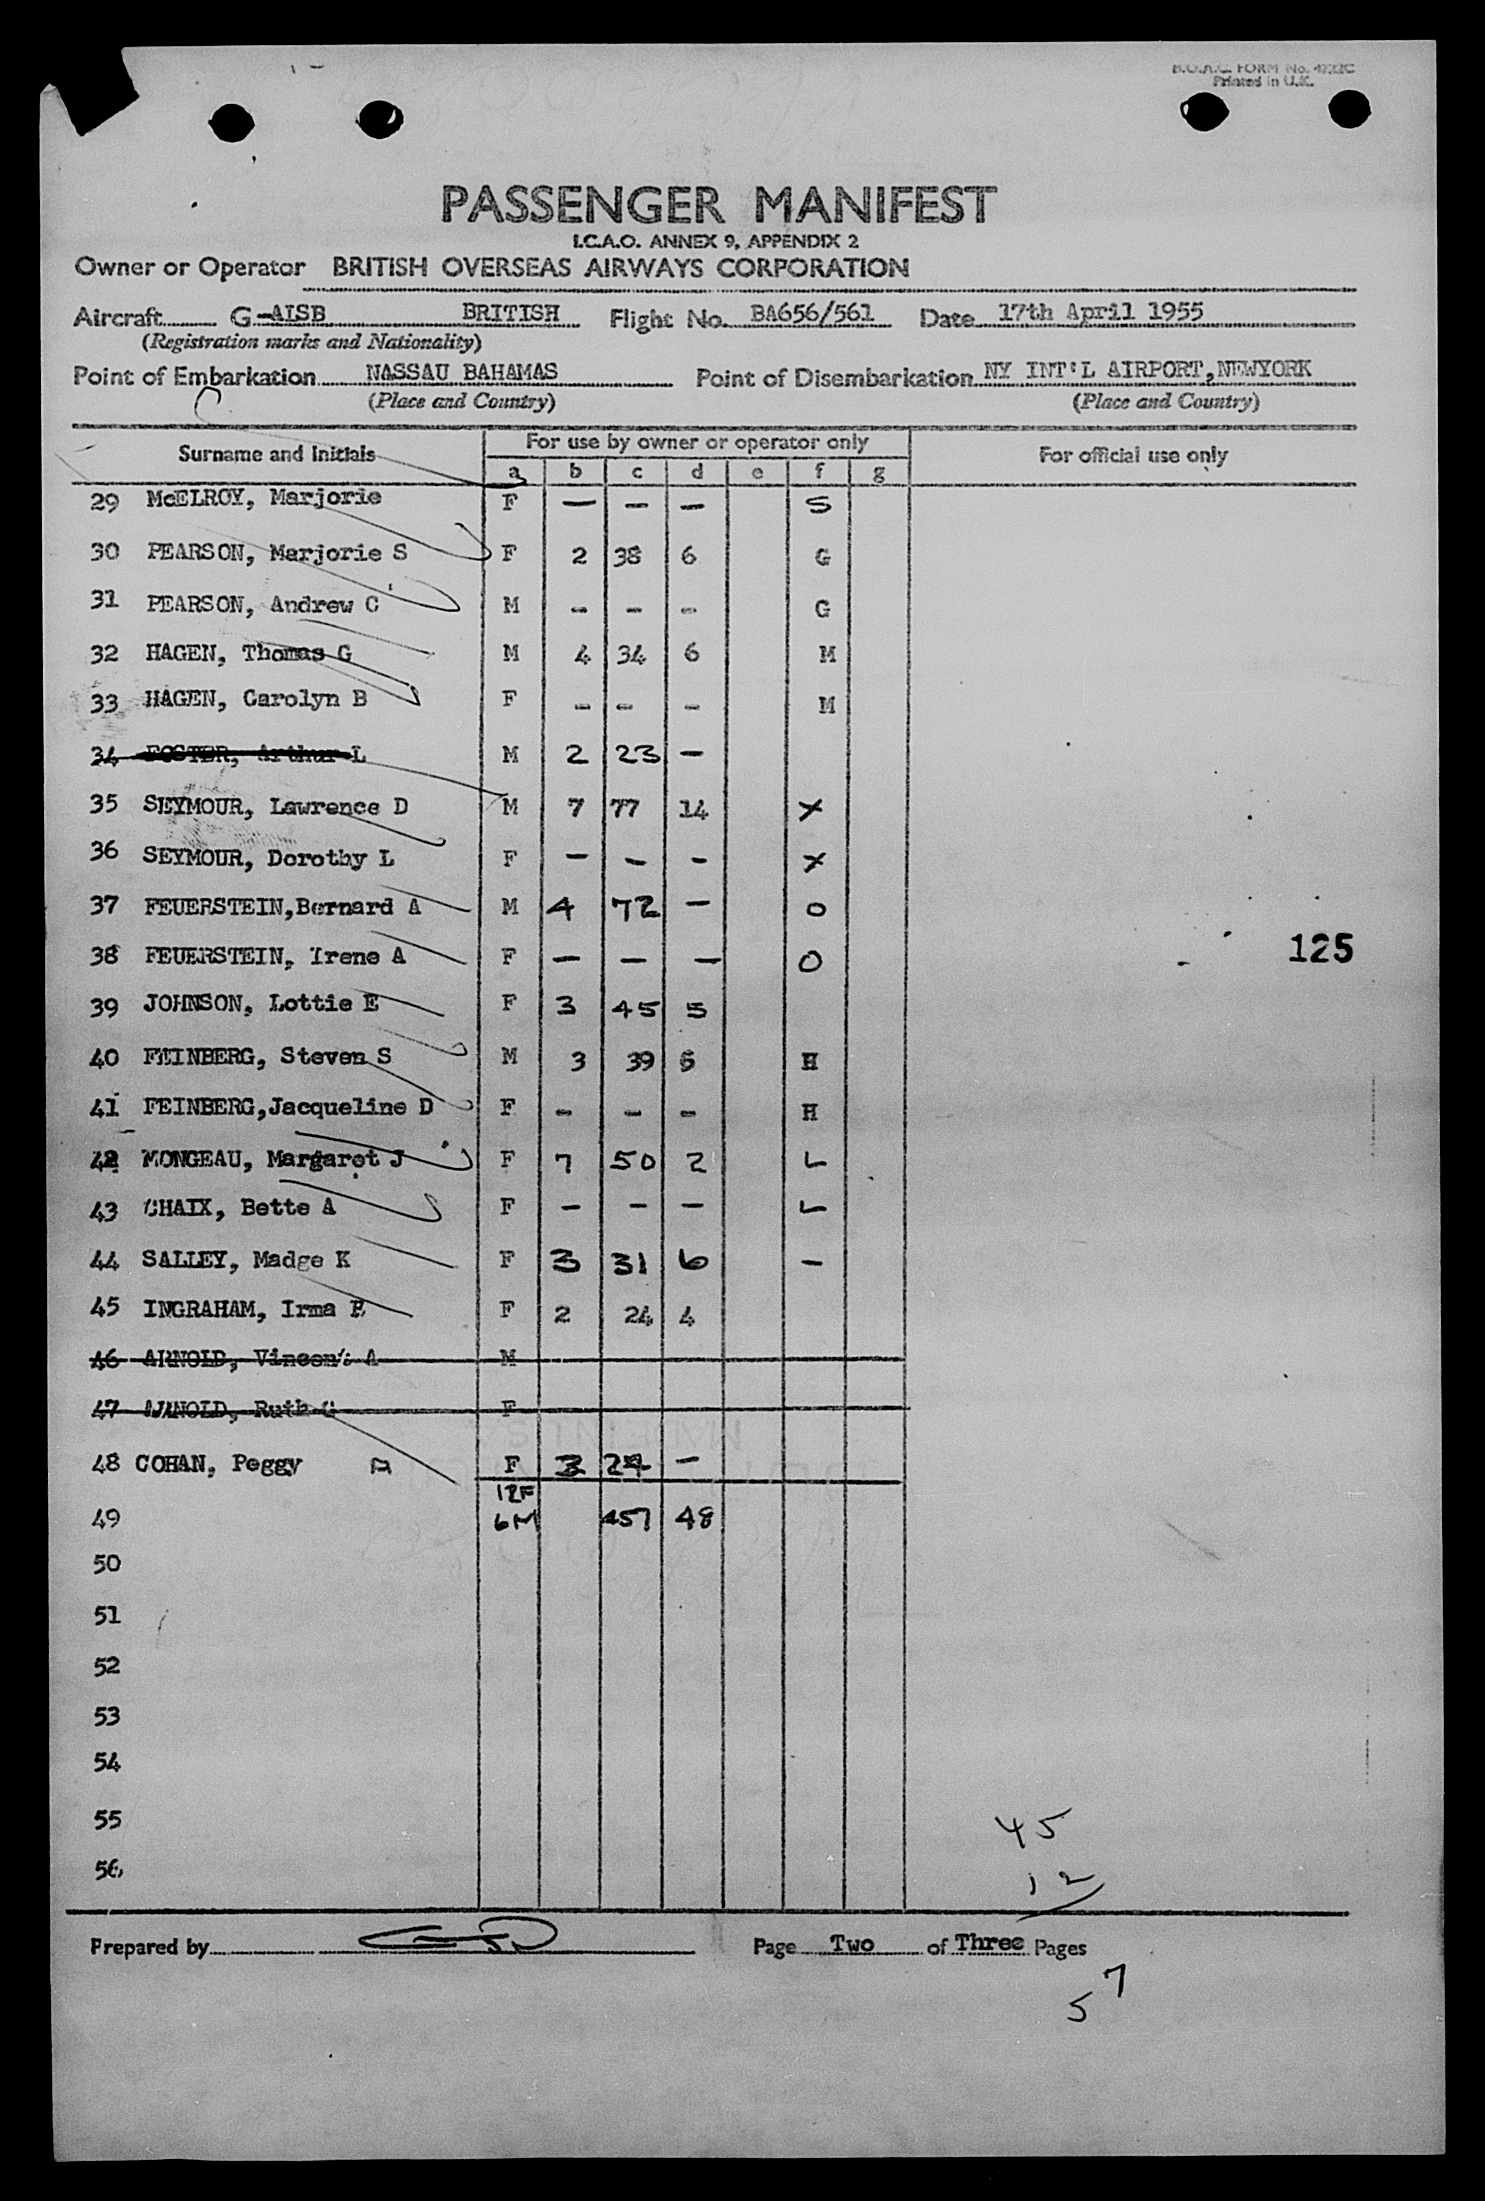 B.O.A.C. FORM No.
Printed in U.K.
PASSENGER MANIFEST
I.C.A.O. ANNEX 9, APPENDIX 2
Owner or Operator BRITISH OVERSEAS AIRWAYS CORPORATION
Aircraft G-AISB BRITISH Flight No. BA656/561 Date 17th April 1955
(Registration marks and Nationality)
Point of Embarkation NASSAU BAHAMAS Point of Disembarkation NY INT'L AIRPORT,NEWYORK
(Place and Country) (Place and Country)
Surname and Initials For use by owner or operator only For official use only
a b c d e f g
29 McELROY, Marjorie F — — — S
30 PEARSON, Marjorie S F 2 38 6 G
31 PEARSON, Andrew C M - - - G
32 HAGEN, Thomas G M 4 34 6 M
33 HAGEN, Carolyn B F - - - M
34 FOSTER, Arthur L M 2 23 —
35 SEYMOUR, Lawrence D M 7 77 14 X
36 SEYMOUR, Dorothy L F — - - X
37 FEUERSTEIN,Bernard A M 4 72 — O
38 FEUERSTEIN, Irene A F — — — O
125
39 JOHNSON, Lottie E F 3 45 5
40 FEINBERG, Steven S M 3 39 5 H
41 FEINBERG,Jacqueline D F - - - H
42 MONGEAU, Margaret J F 7 50 2 L
43 CHAIX, Bette A F — — — L
44 SALLEY, Madge K F 3 31 6 —
45 INGRAHAM, Irma E F 2 24 4
46 ARNOLD, Vincent A M
47 ARNOLD, Ruth F
48 COHAN, Peggy A F 3 —
12F
49 6M 457 48
50
51
52
53
54
55 45
56 12
Prepared by Page Two of Three Pages
57